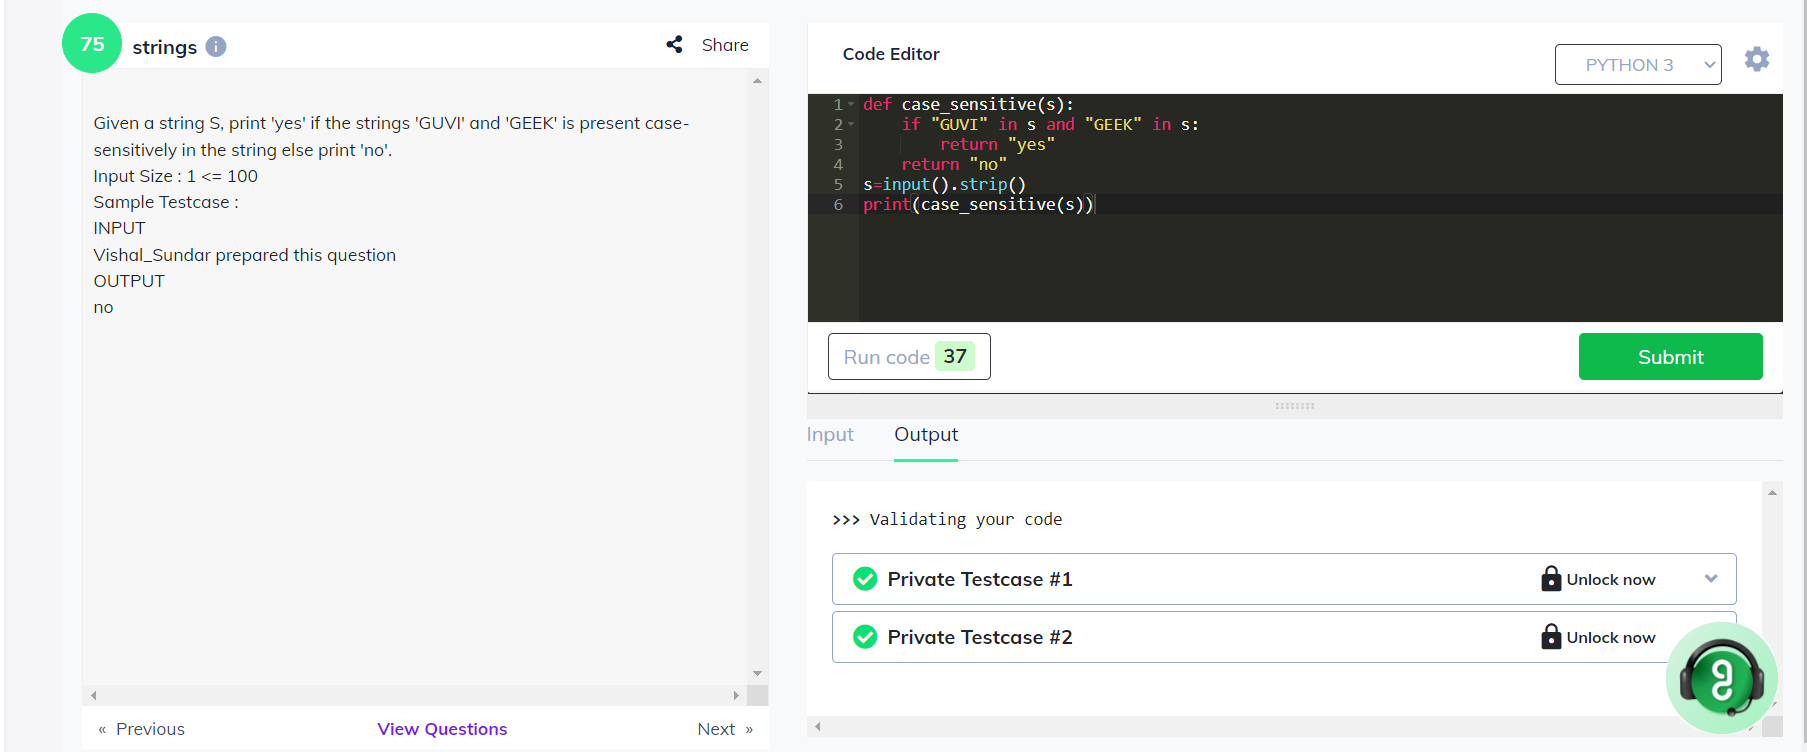 75
strings
Share
Given a string S, print 'yes' if the strings 'GUVI' and 'GEEK' is present case-
sensitively in the string else print 'no'.
Input Size : 1 <= 100
Sample Testcase :
INPUT
Vishal_Sundar prepared this question
OUTPUT
no
« Previous
View Questions
Next »
Code Editor
PYTHON 3
1 def case_sensitive(s):
2     if "GUVI" in s and "GEEK" in s:
3         return "yes"
4     return "no"
5 s=input().strip()
6 print(case_sensitive(s))
Run code 37
Submit
Input
Output
>>> Validating your code
Private Testcase #1
Unlock now
Private Testcase #2
Unlock now